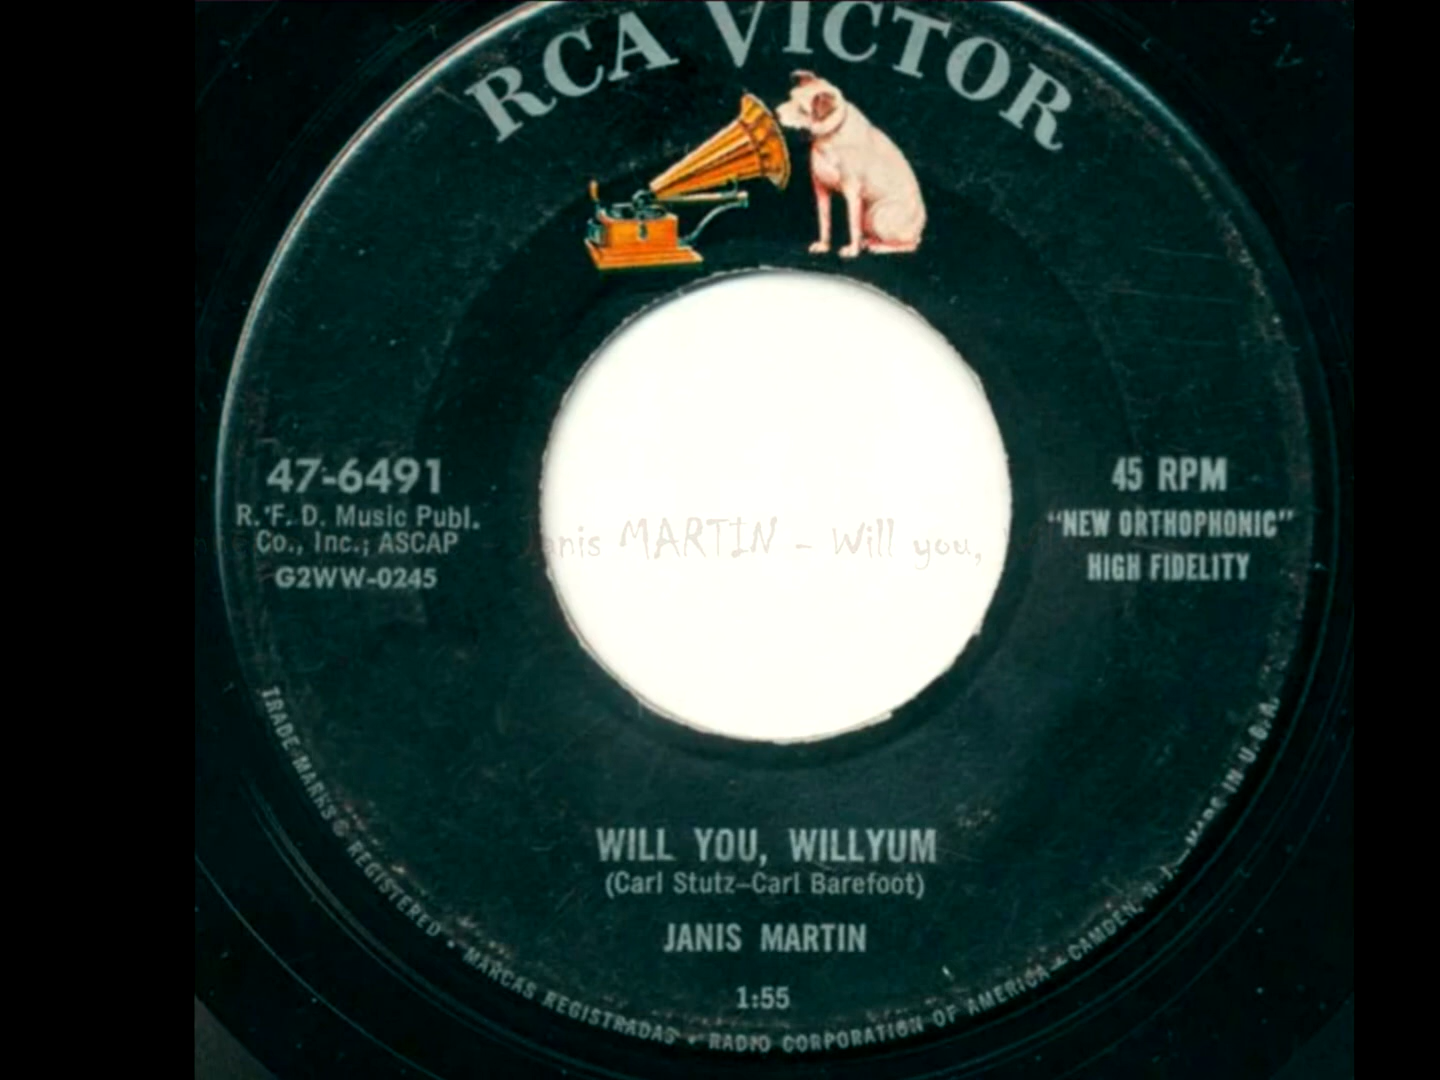 RCA VICTOR
47-6491
R. F. D. Music Publ.
Co., Inc.; ASCAP
G2WW-0245
45 RPM
"NEW ORTHOPHONIC"
HIGH FIDELITY
anis MARTIN - Will you,
WILL YOU, WILLYUM
(Carl Stutz-Carl Barefoot)
JANIS MARTIN
1:55
TRADE-MARKS ® REGISTERED • MARCAS REGISTRADAS • RADIO CORPORATION OF AMERICA-CAMDEN, N. J.-MADE IN U. S. A.